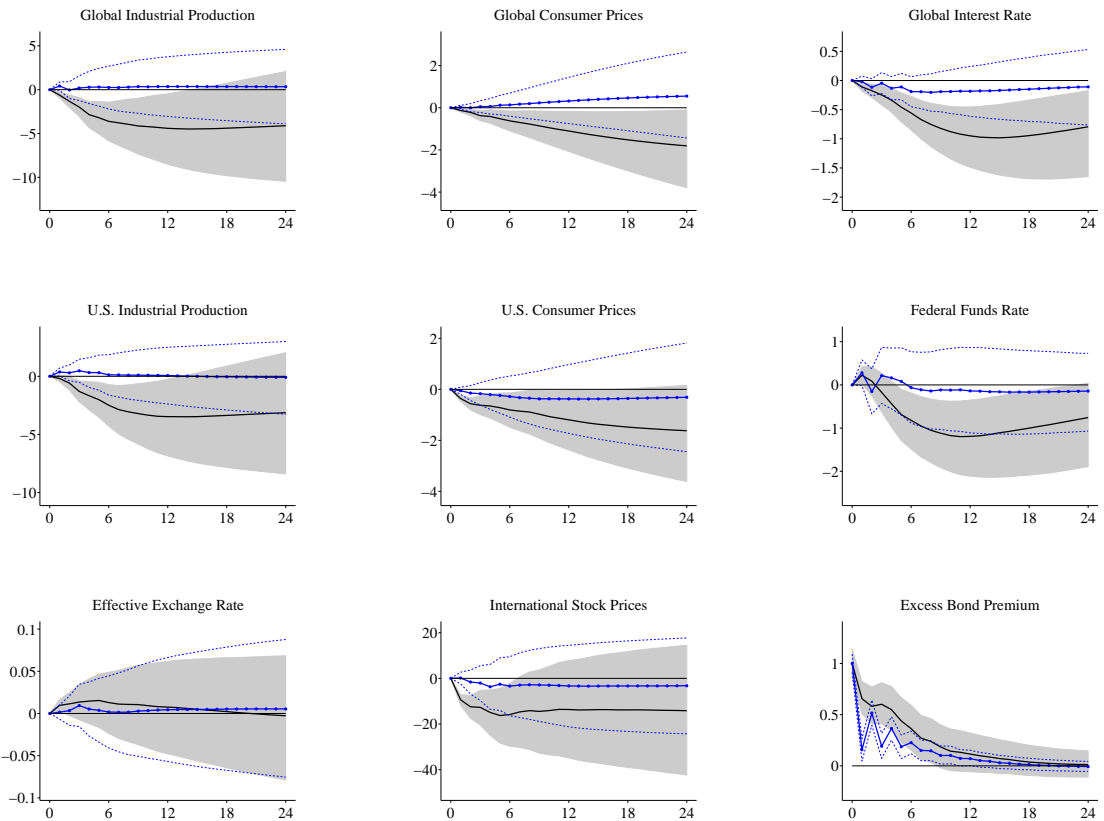 Global Industrial Production
5
0
−5
−10
0 6 12 18 24
Global Consumer Prices
2
0
−2
−4
0 6 12 18 24
Global Interest Rate
0.5
0
−0.5
−1
−1.5
−2
0 6 12 18 24
U.S. Industrial Production
0
−5
−10
0 6 12 18 24
U.S. Consumer Prices
2
0
−2
−4
0 6 12 18 24
Federal Funds Rate
1
0
−1
−2
0 6 12 18 24
Effective Exchange Rate
0.1
0.05
0
−0.05
−0.1
0 6 12 18 24
International Stock Prices
20
0
−20
−40
0 6 12 18 24
Excess Bond Premium
1
0.5
0
0 6 12 18 24